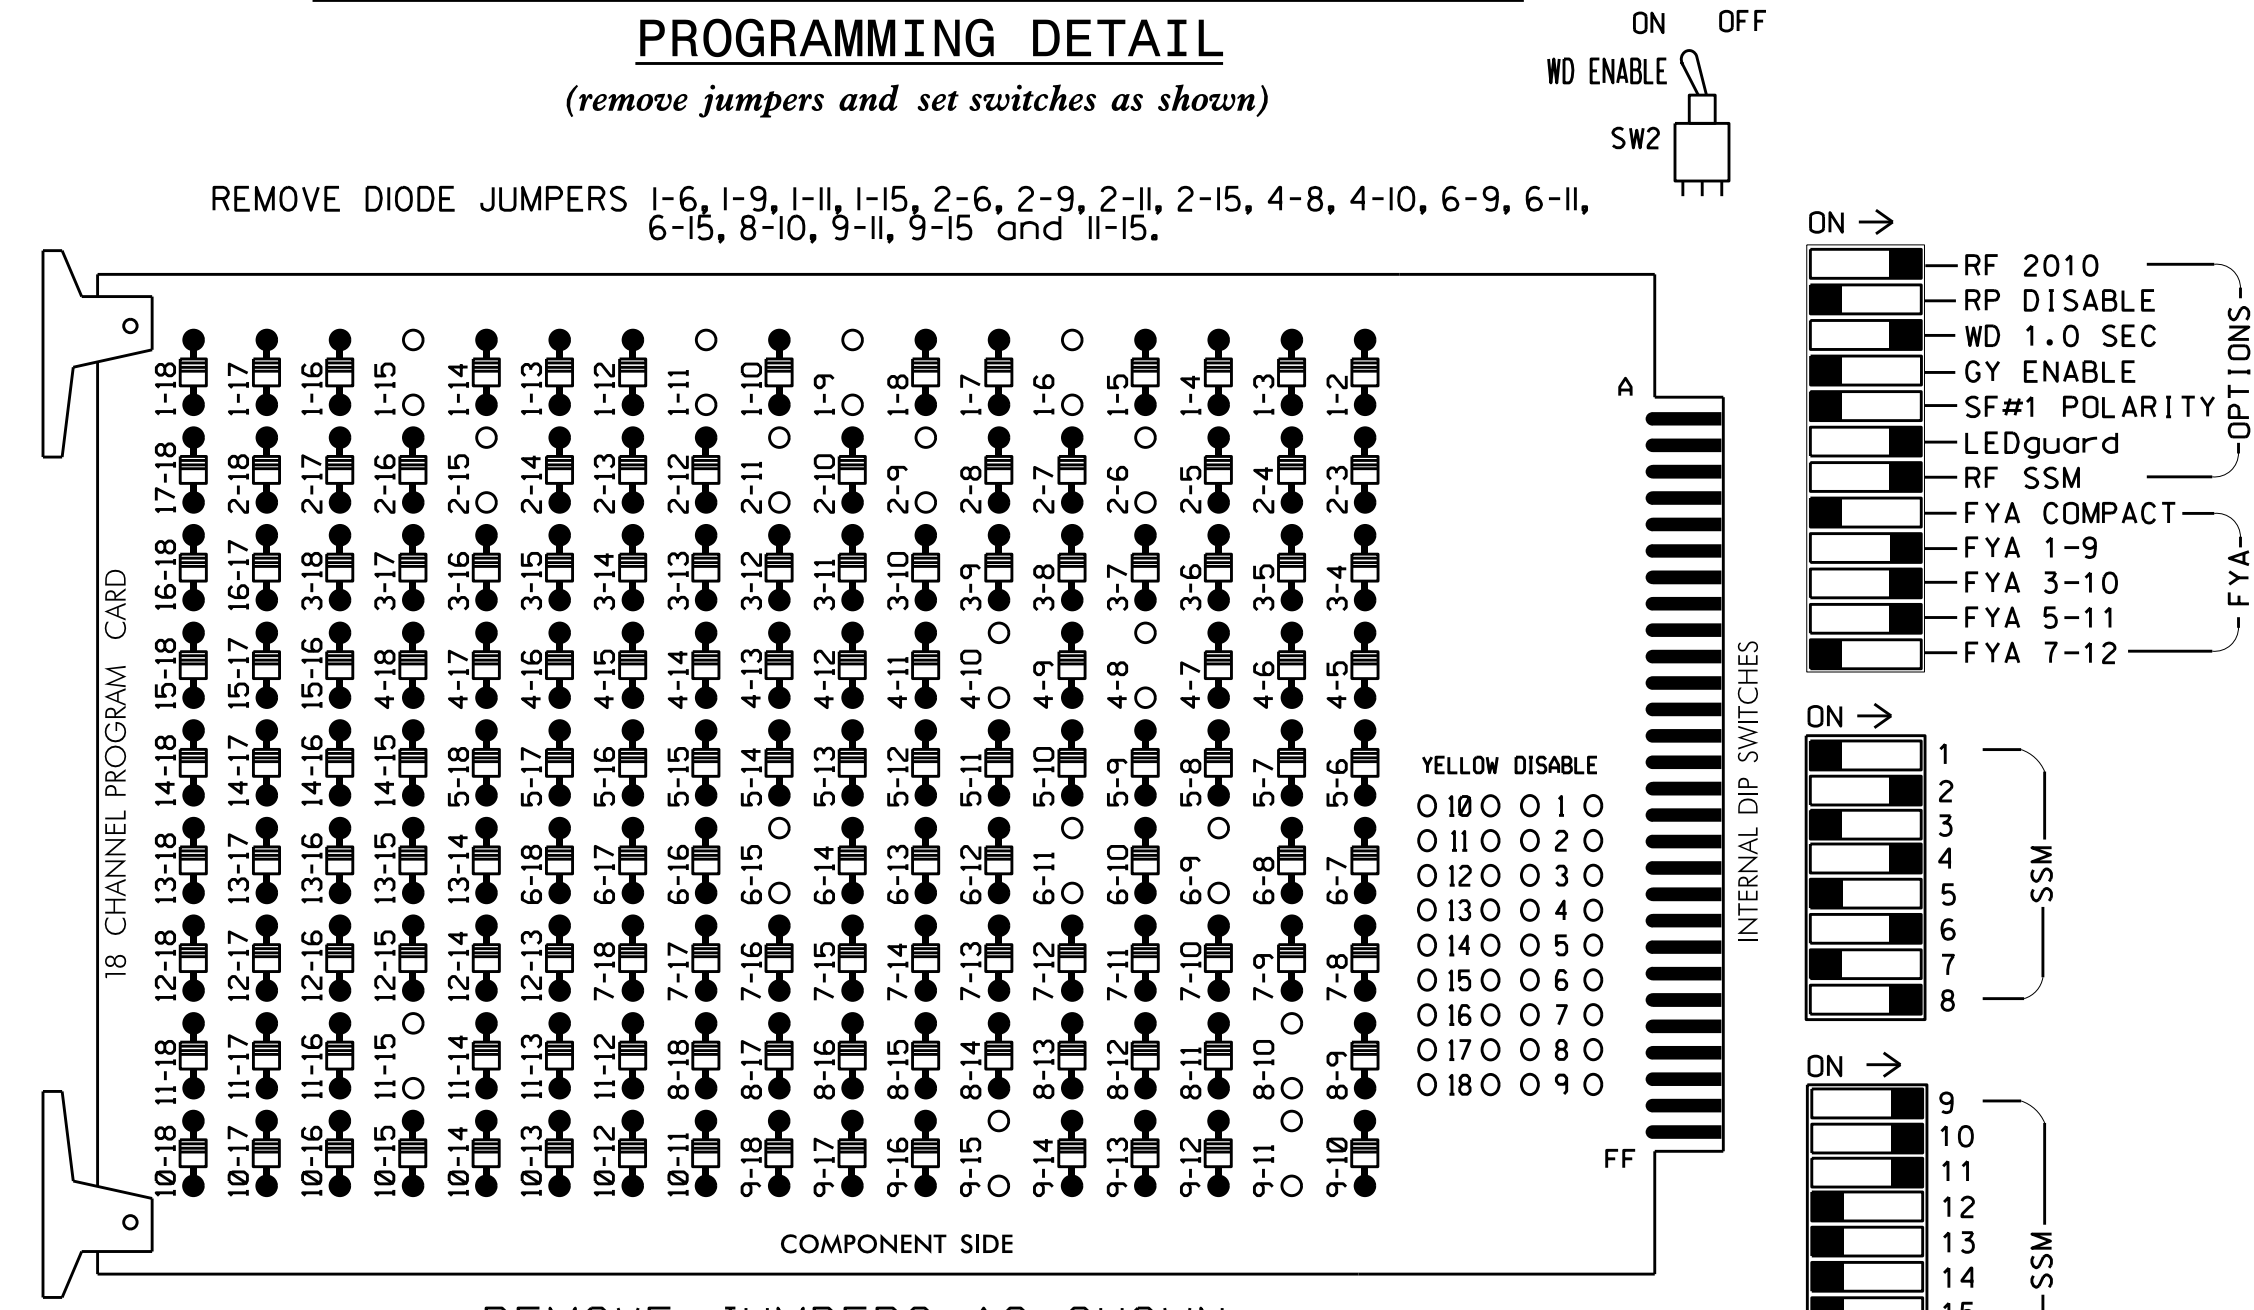 PROGRAMMING DETAIL
(remove jumpers and set switches as shown)
ON OFF
WD ENABLE
SW2
REMOVE DIODE JUMPERS 1-6, 1-9, 1-11, 1-15, 2-6, 2-9, 2-11, 2-15, 4-8, 4-10, 6-9, 6-11,
6-15, 8-10, 9-11, 9-15 and 11-15.
18 CHANNEL PROGRAM CARD
1-18 1-17 1-16 1-15 1-14 1-13 1-12 1-11 1-10 1-9 1-8 1-7 1-6 1-5 1-4 1-3 1-2
17-18 2-18 2-17 2-16 2-15 2-14 2-13 2-12 2-11 2-10 2-9 2-8 2-7 2-6 2-5 2-4 2-3
16-18 16-17 3-18 3-17 3-16 3-15 3-14 3-13 3-12 3-11 3-10 3-9 3-8 3-7 3-6 3-5 3-4
15-18 15-17 15-16 4-18 4-17 4-16 4-15 4-14 4-13 4-12 4-11 4-10 4-9 4-8 4-7 4-6 4-5
14-18 14-17 14-16 14-15 5-18 5-17 5-16 5-15 5-14 5-13 5-12 5-11 5-10 5-9 5-8 5-7 5-6
13-18 13-17 13-16 13-15 13-14 6-18 6-17 6-16 6-15 6-14 6-13 6-12 6-11 6-10 6-9 6-8 6-7
12-18 12-17 12-16 12-15 12-14 12-13 7-18 7-17 7-16 7-15 7-14 7-13 7-12 7-11 7-10 7-9 7-8
11-18 11-17 11-16 11-15 11-14 11-13 11-12 8-18 8-17 8-16 8-15 8-14 8-13 8-12 8-11 8-10 8-9
10-18 10-17 10-16 10-15 10-14 10-13 10-12 10-11 9-18 9-17 9-16 9-15 9-14 9-13 9-12 9-11 9-10
COMPONENT SIDE
YELLOW DISABLE
10 1
11 2
12 3
13 4
14 5
15 6
16 7
17 8
18 9
A
FF
INTERNAL DIP SWITCHES
ON →
RF 2010
RP DISABLE
WD 1.0 SEC
GY ENABLE
SF#1 POLARITY
LEDguard
RF SSM
OPTIONS
FYA COMPACT
FYA 1-9
FYA 3-10
FYA 5-11
FYA 7-12
FYA
ON →
1
2
3
4
5
6
7
8
SSM
ON →
9
10
11
12
13
14
SSM